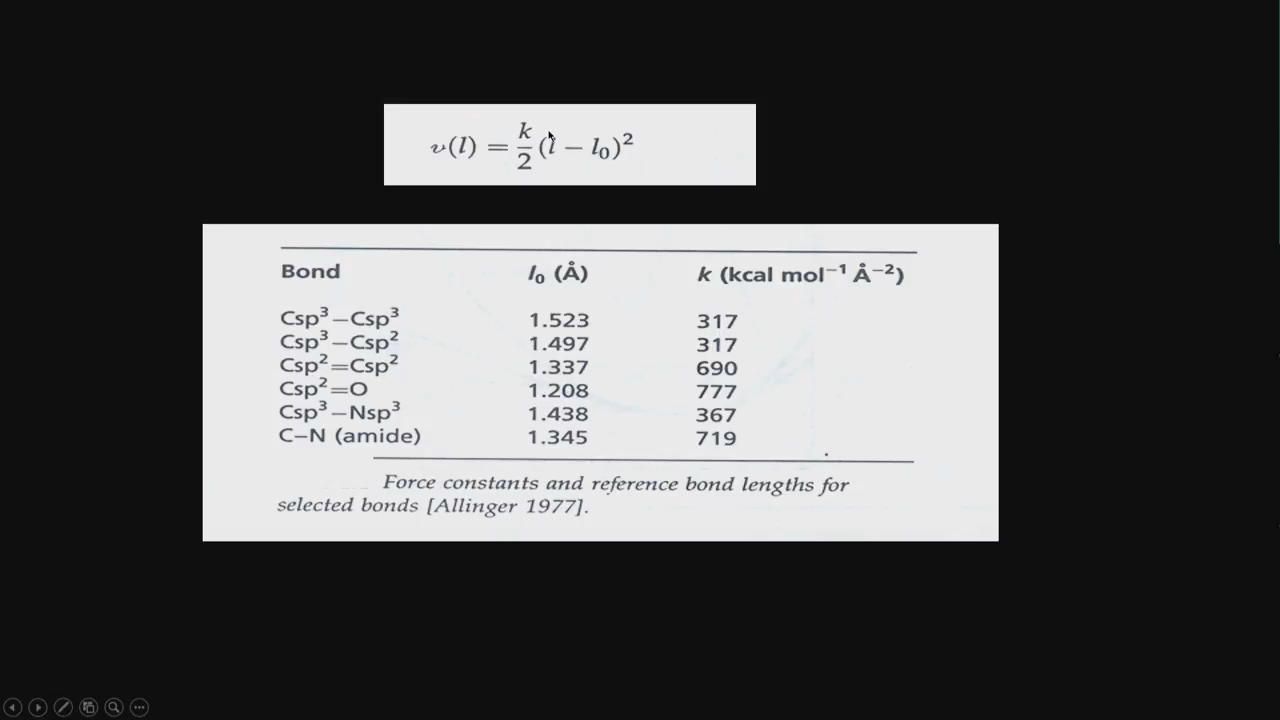 v(l) = k/2 (l − l₀)²
Bond l₀ (Å) k (kcal mol⁻¹ Å⁻²)
Csp³−Csp³ 1.523 317
Csp³−Csp² 1.497 317
Csp²=Csp² 1.337 690
Csp²=O 1.208 777
Csp³−Nsp³ 1.438 367
C−N (amide) 1.345 719
Force constants and reference bond lengths for
selected bonds [Allinger 1977].